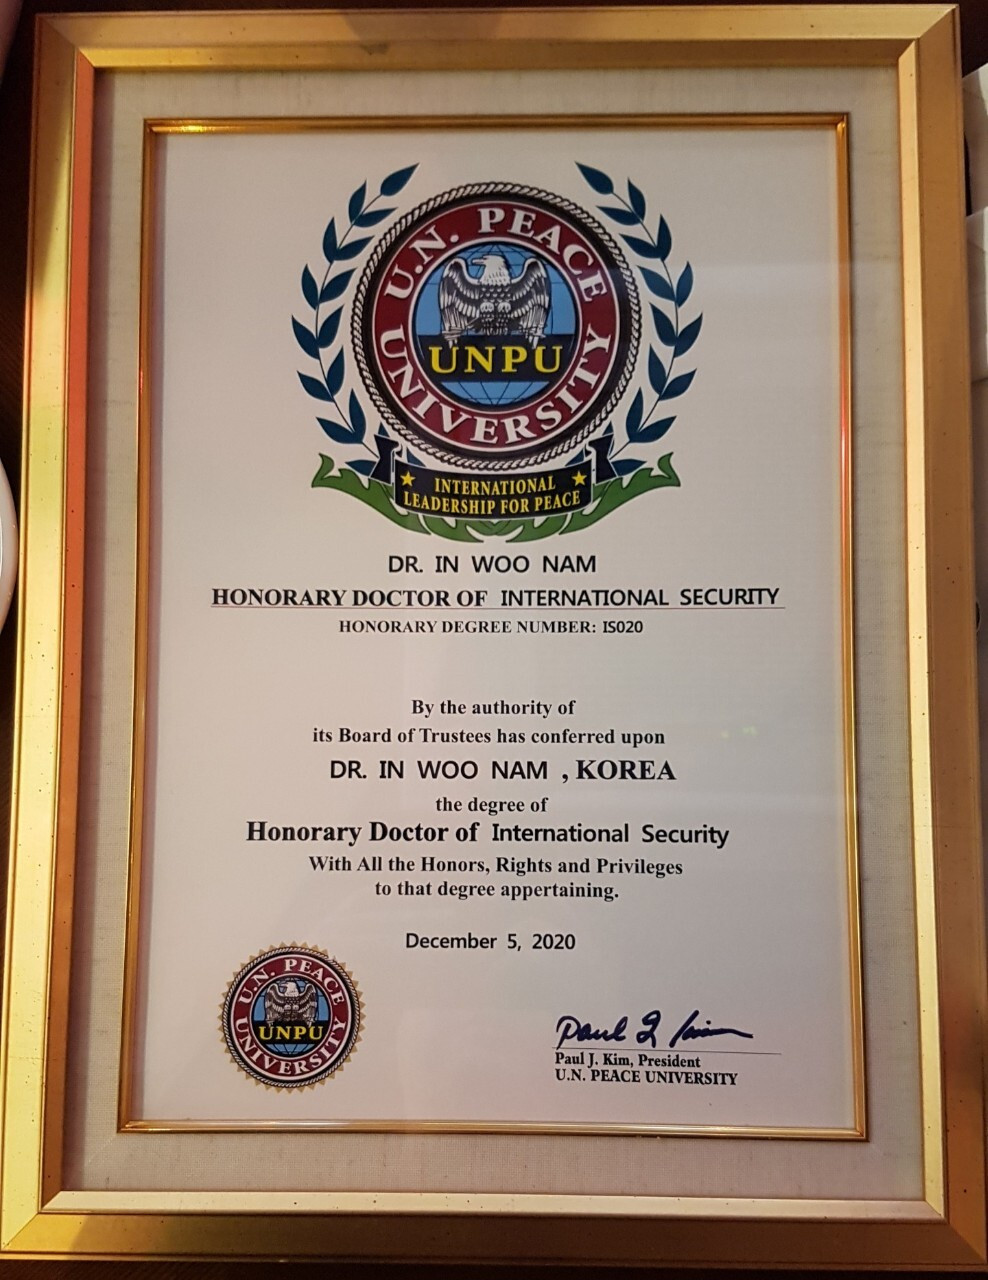 U.N. PEACE UNIVERSITY
UNPU
INTERNATIONAL
LEADERSHIP FOR PEACE
DR. IN WOO NAM
HONORARY DOCTOR OF INTERNATIONAL SECURITY
HONORARY DEGREE NUMBER: IS020
By the authority of
its Board of Trustees has conferred upon
DR. IN WOO NAM , KOREA
the degree of
Honorary Doctor of International Security
With All the Honors, Rights and Privileges
to that degree appertaining.
December 5, 2020
U.N. PEACE UNIVERSITY
UNPU
Paul J. Kim
Paul J. Kim, President
U.N. PEACE UNIVERSITY